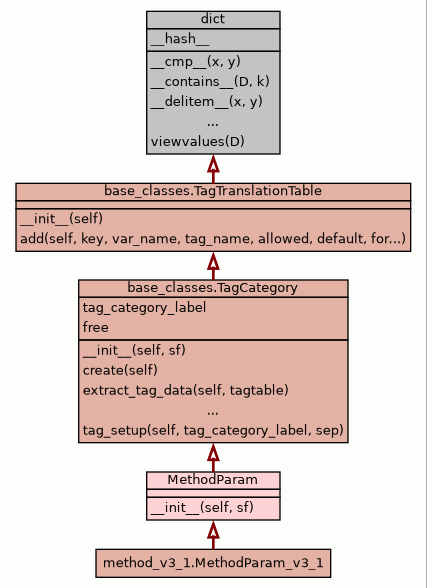 dict
__hash__
__cmp__(x, y)
__contains__(D, k)
__delitem__(x, y)
...
viewvalues(D)
base_classes.TagTranslationTable
__init__(self)
add(self, key, var_name, tag_name, allowed, default, for...)
base_classes.TagCategory
tag_category_label
free
__init__(self, sf)
create(self)
extract_tag_data(self, tagtable)
...
tag_setup(self, tag_category_label, sep)
MethodParam
__init__(self, sf)
method_v3_1.MethodParam_v3_1